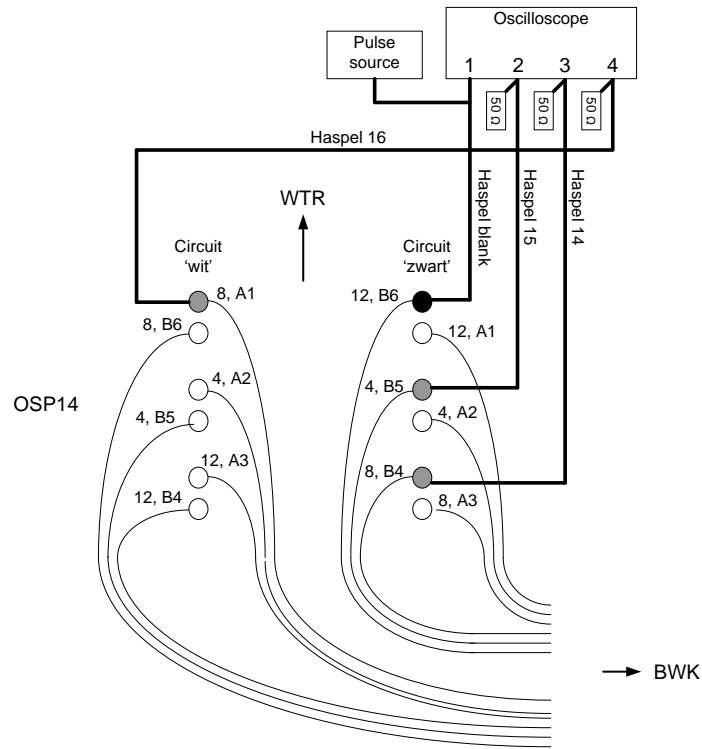 Oscilloscope
Pulse
source
1 2 3 4
50 Ω
50 Ω
50 Ω
Haspel 16
Haspel blank
Haspel 15
Haspel 14
WTR
Circuit
‘wit’
Circuit
‘zwart’
8, A1
12, B6
8, B6
12, A1
4, A2
4, B5
OSP14
4, B5
4, A2
12, A3
8, B4
12, B4
8, A3
BWK